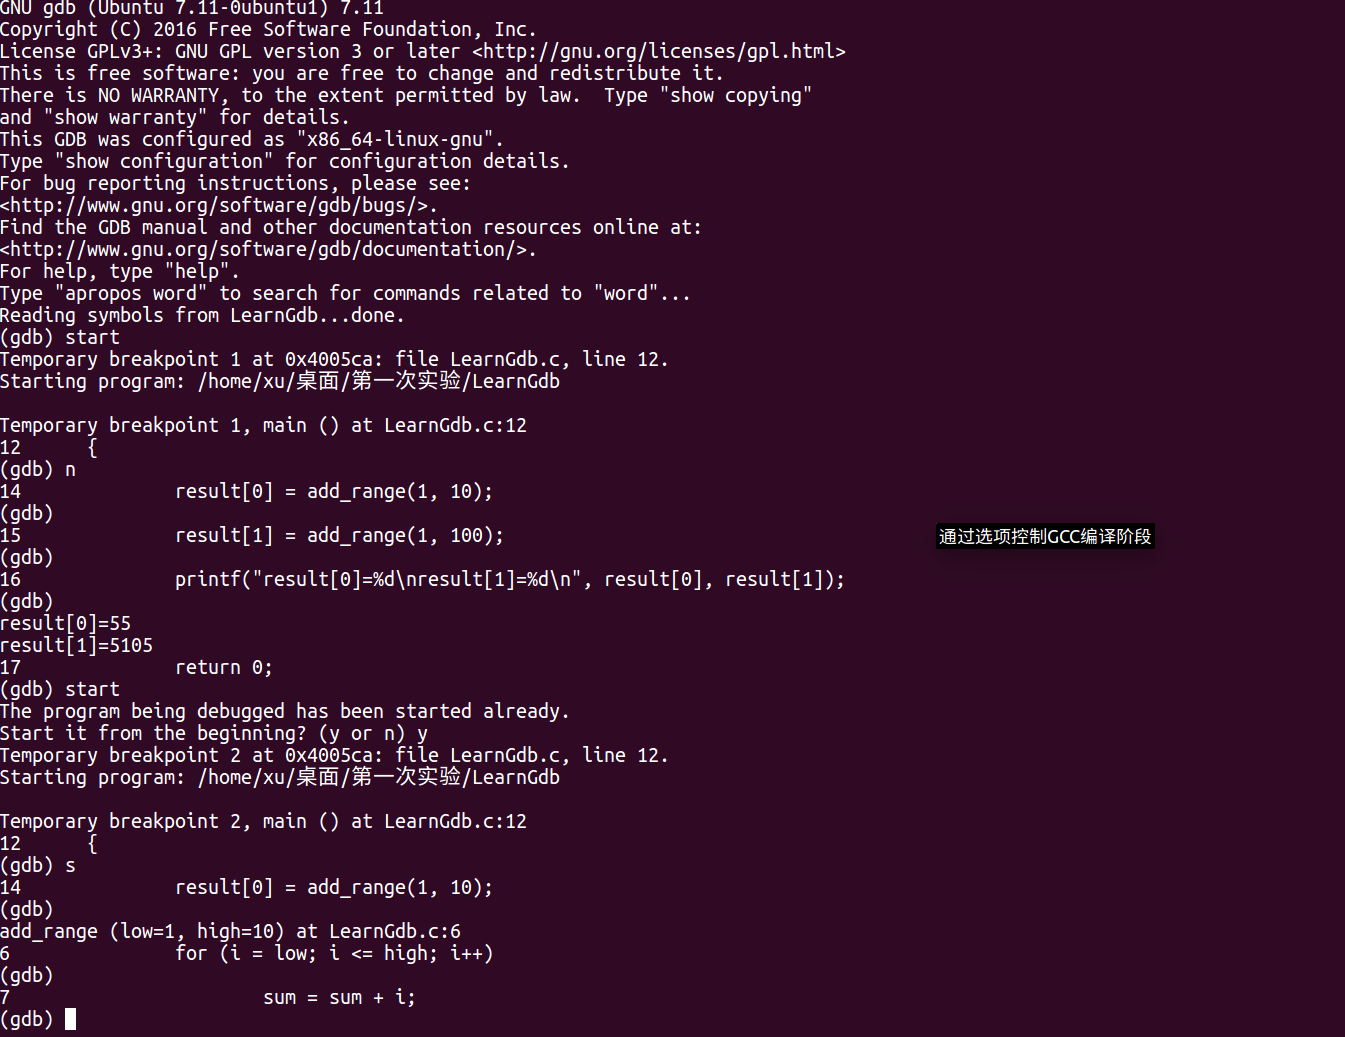 GNU gdb (Ubuntu 7.11-0ubuntu1) 7.11
Copyright (C) 2016 Free Software Foundation, Inc.
License GPLv3+: GNU GPL version 3 or later <http://gnu.org/licenses/gpl.html>
This is free software: you are free to change and redistribute it.
There is NO WARRANTY, to the extent permitted by law.  Type "show copying"
and "show warranty" for details.
This GDB was configured as "x86_64-linux-gnu".
Type "show configuration" for configuration details.
For bug reporting instructions, please see:
<http://www.gnu.org/software/gdb/bugs/>.
Find the GDB manual and other documentation resources online at:
<http://www.gnu.org/software/gdb/documentation/>.
For help, type "help".
Type "apropos word" to search for commands related to "word"...
Reading symbols from LearnGdb...done.
(gdb) start
Temporary breakpoint 1 at 0x4005ca: file LearnGdb.c, line 12.
Starting program: /home/xu/桌面/第一次实验/LearnGdb
Temporary breakpoint 1, main () at LearnGdb.c:12
12      {
(gdb) n
14              result[0] = add_range(1, 10);
(gdb)
15              result[1] = add_range(1, 100);
通过选项控制GCC编译阶段
(gdb)
16              printf("result[0]=%d\nresult[1]=%d\n", result[0], result[1]);
(gdb)
result[0]=55
result[1]=5105
17              return 0;
(gdb) start
The program being debugged has been started already.
Start it from the beginning? (y or n) y
Temporary breakpoint 2 at 0x4005ca: file LearnGdb.c, line 12.
Starting program: /home/xu/桌面/第一次实验/LearnGdb
Temporary breakpoint 2, main () at LearnGdb.c:12
12      {
(gdb) s
14              result[0] = add_range(1, 10);
(gdb)
add_range (low=1, high=10) at LearnGdb.c:6
6               for (i = low; i <= high; i++)
(gdb)
7                       sum = sum + i;
(gdb)